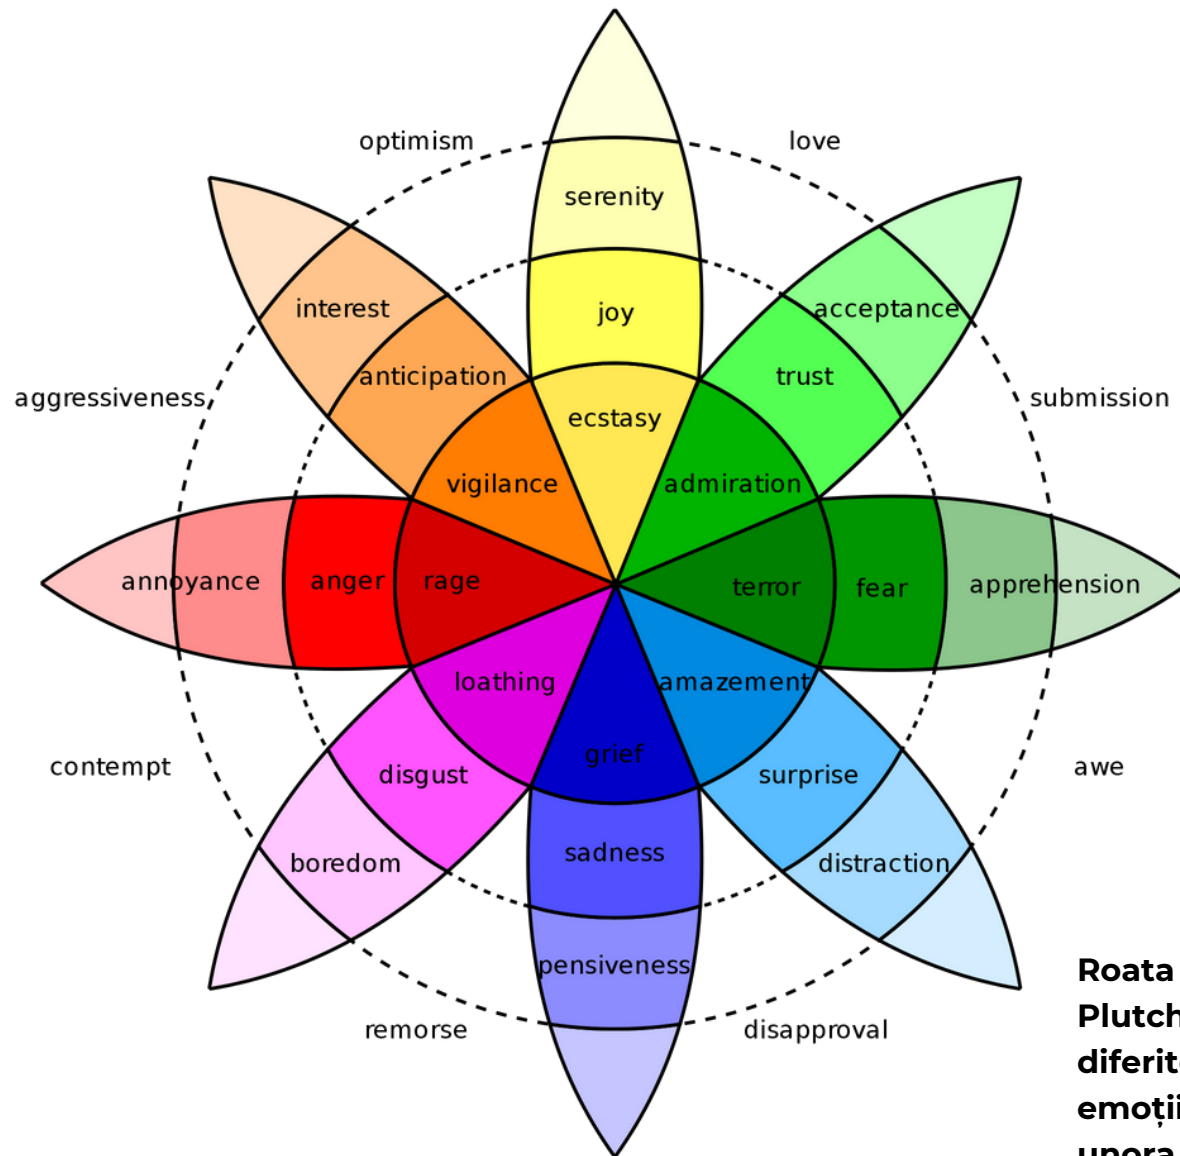 optimism
love
serenity
interest
joy
acceptance
anticipation
trust
aggressiveness
submission
ecstasy
vigilance
admiration
annoyance
anger
rage
terror
fear
apprehension
loathing
amazement
grief
contempt
disgust
surprise
awe
sadness
boredom
distraction
pensiveness
remorse
disapproval
Roata
Plutch
diferit
emoții
unora